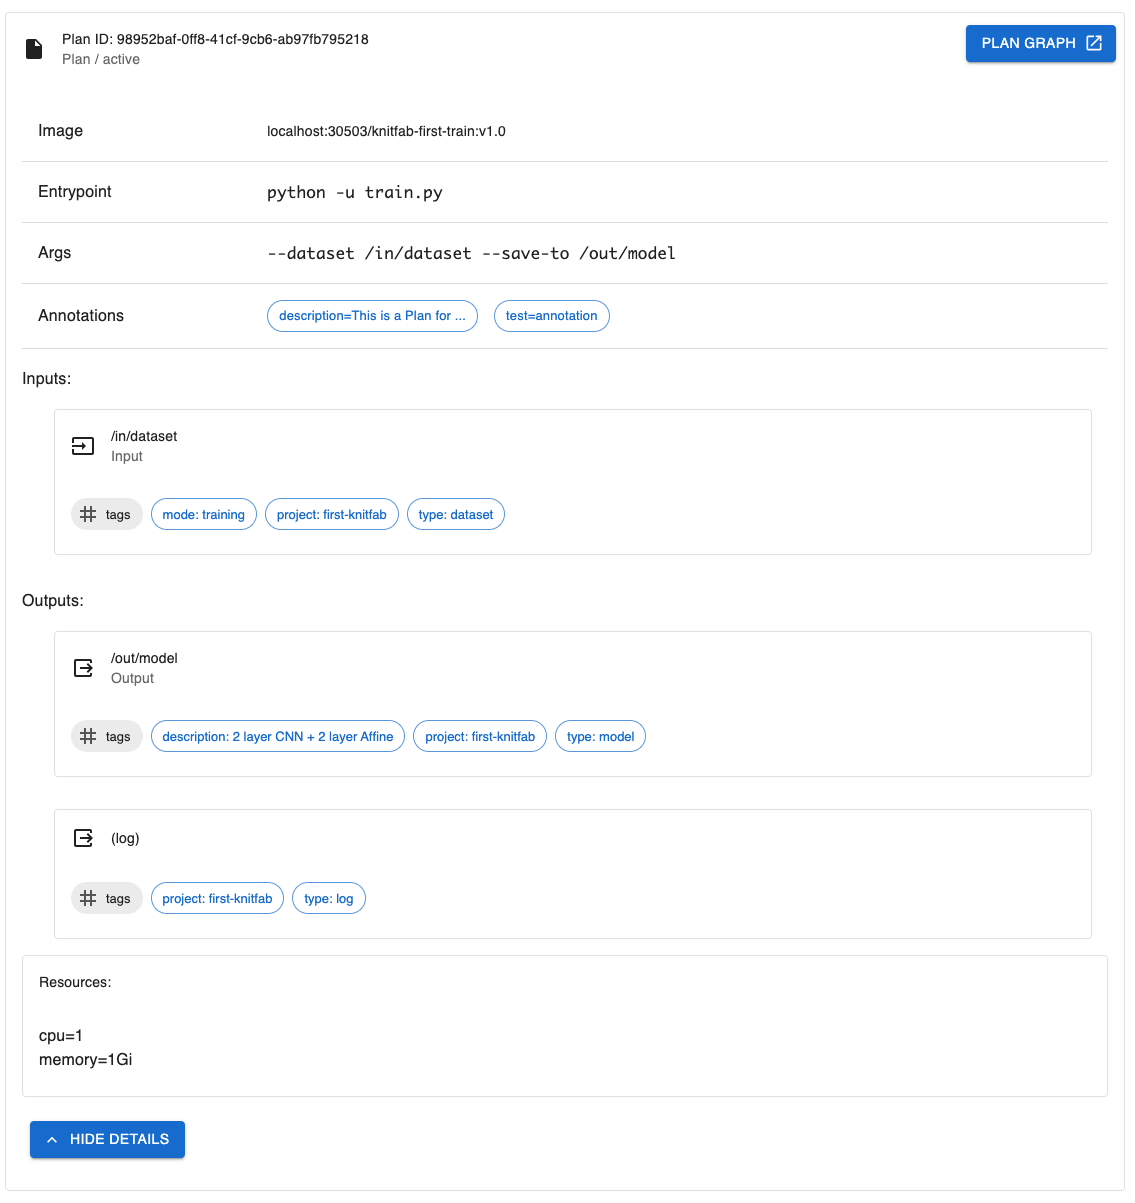 Plan ID: 98952baf-0ff8-41cf-9cb6-ab97fb795218
Plan / active
PLAN GRAPH
Image
localhost:30503/knitfab-first-train:v1.0
Entrypoint
python -u train.py
Args
--dataset /in/dataset --save-to /out/model
Annotations
description=This is a Plan for ...
test=annotation
Inputs:
/in/dataset
Input
tags
mode: training
project: first-knitfab
type: dataset
Outputs:
/out/model
Output
tags
description: 2 layer CNN + 2 layer Affine
project: first-knitfab
type: model
(log)
tags
project: first-knitfab
type: log
Resources:
cpu=1
memory=1Gi
HIDE DETAILS